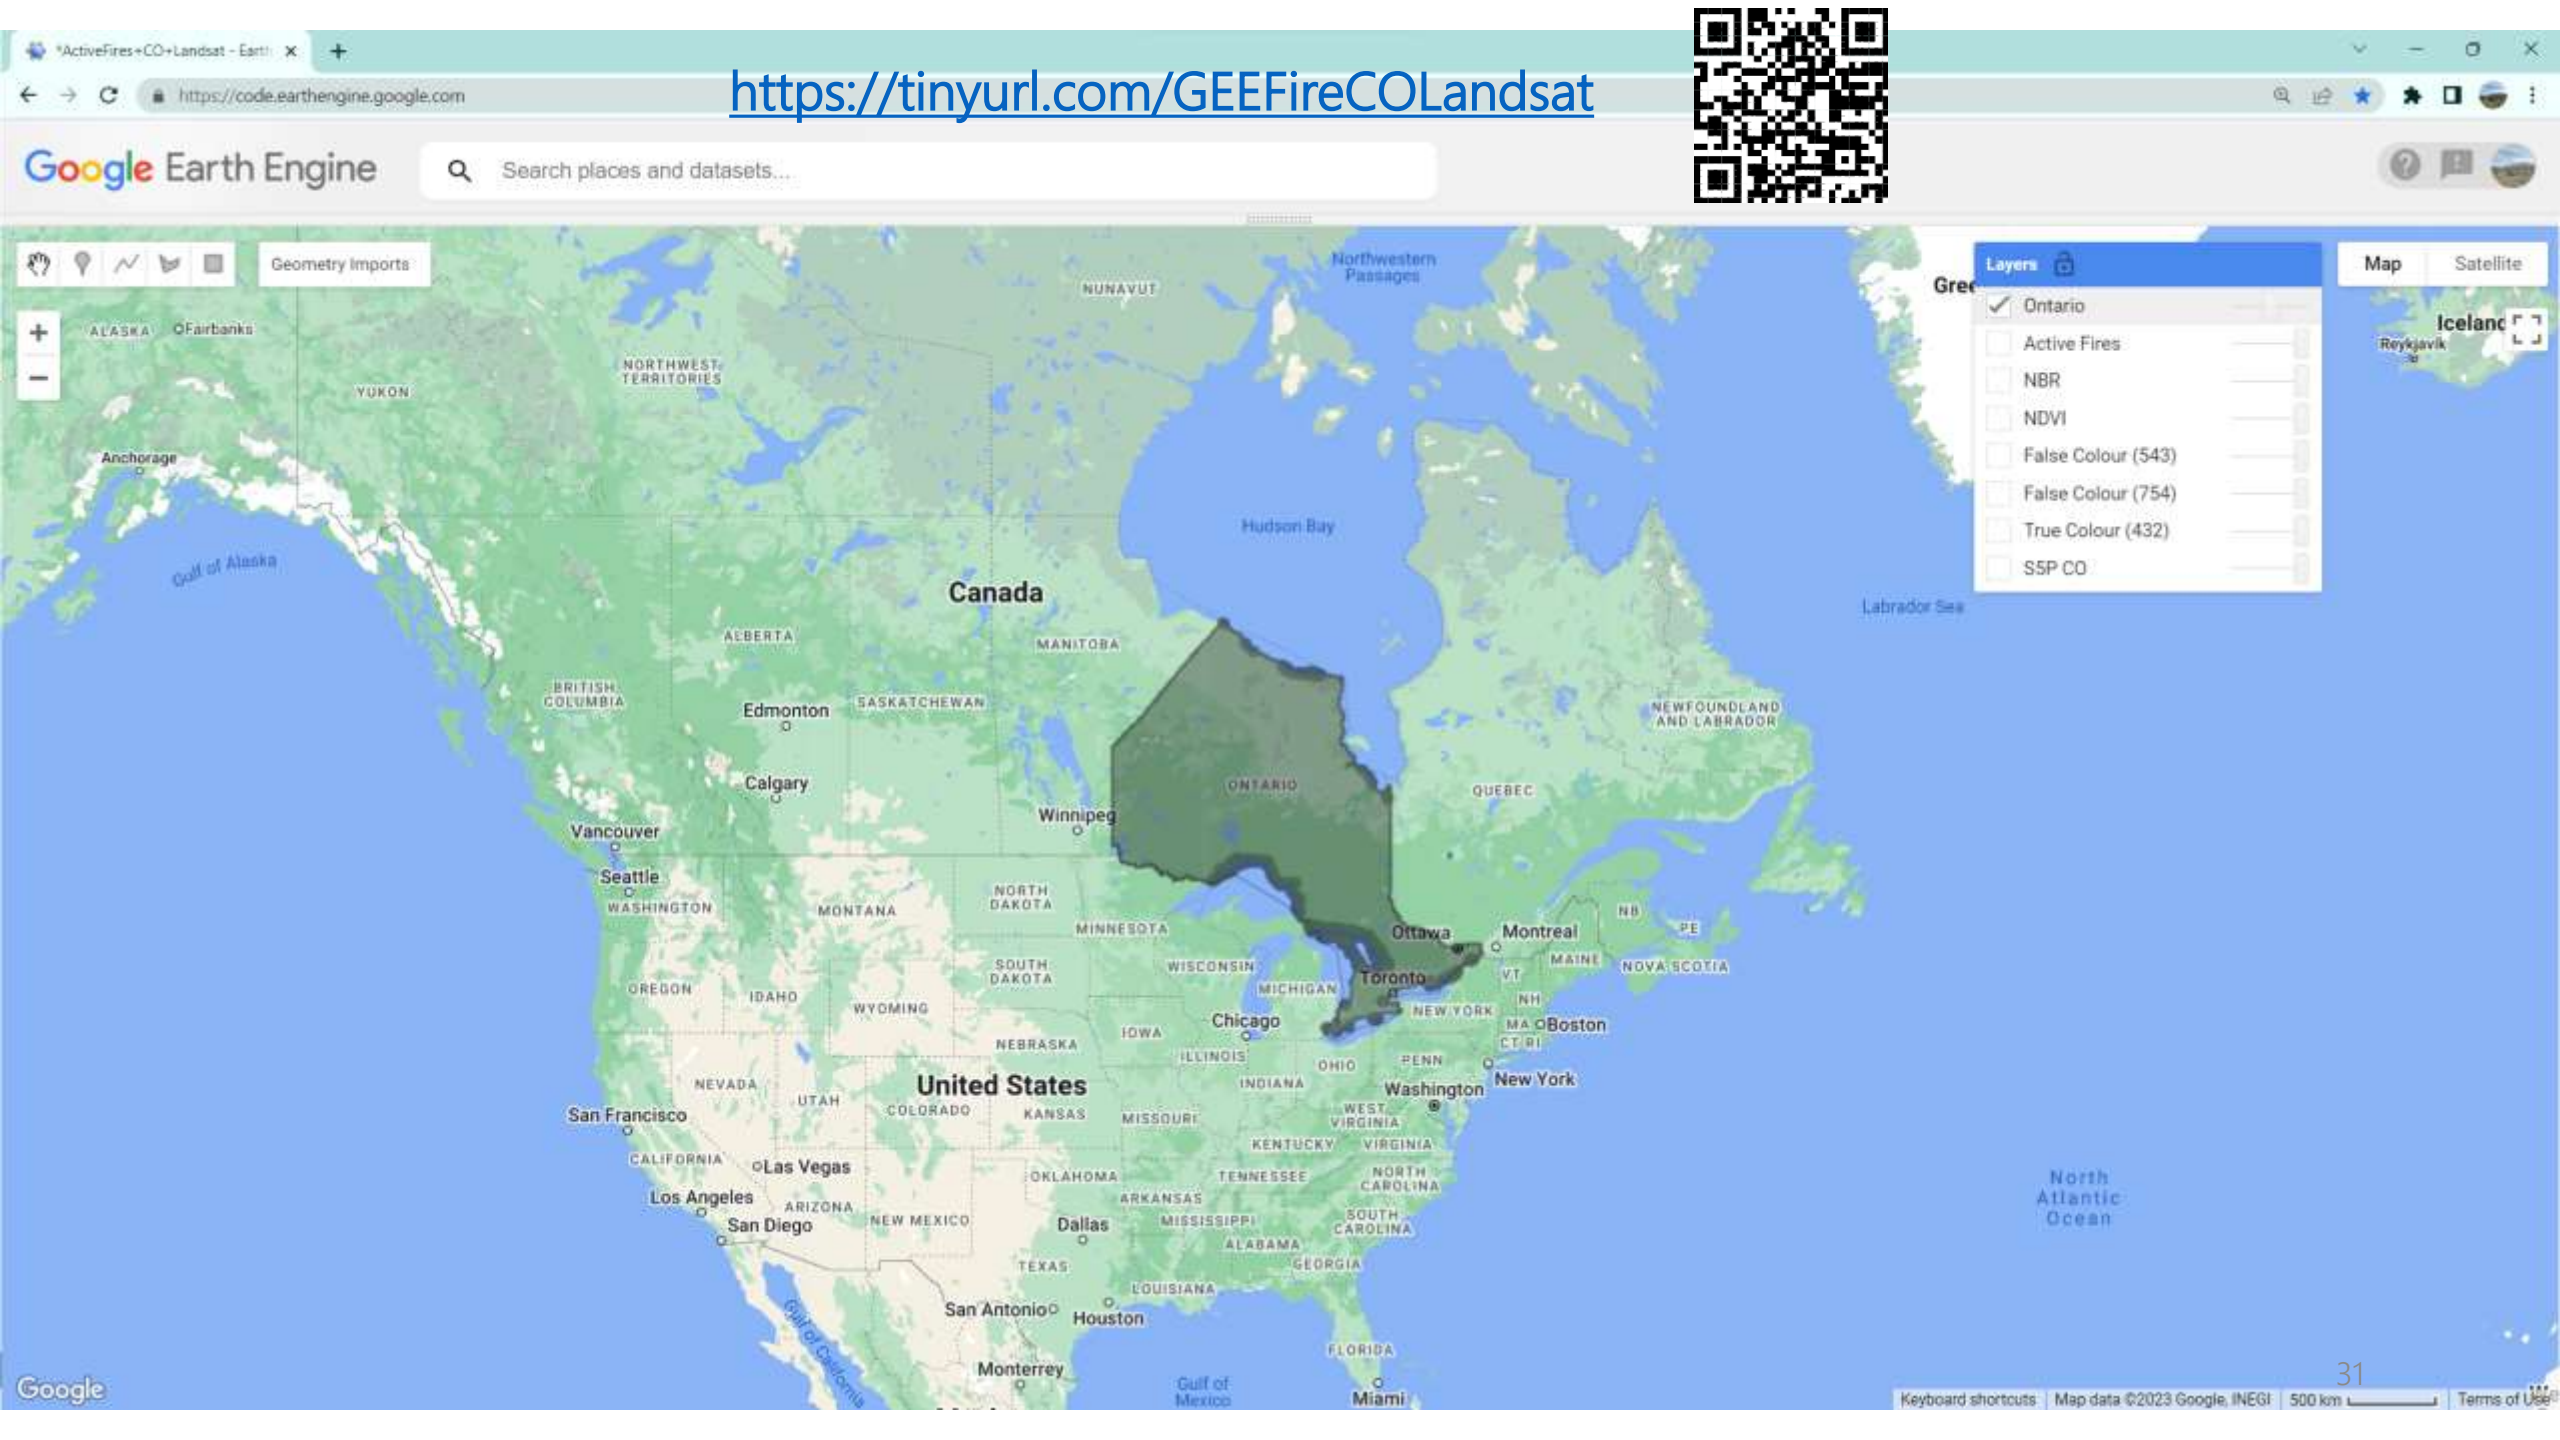 *ActiveFires+CO+Landsat - Earth
https://code.earthengine.google.com
https://tinyurl.com/GEEFireCOLandsat
Google Earth Engine
Search places and datasets...
Geometry Imports
Layers
Map
Satellite
Ontario
Active Fires
NBR
NDVI
False Colour (543)
False Colour (754)
True Colour (432)
S5P CO
Northwestern
Passages
NUNAVUT
Gree
Iceland
Reykjavik
ALASKA
Fairbanks
NORTHWEST
TERRITORIES
YUKON
Anchorage
Gulf of Alaska
Hudson Bay
Canada
Labrador Sea
ALBERTA
MANITOBA
BRITISH
COLUMBIA
Edmonton
SASKATCHEWAN
NEWFOUNDLAND
AND LABRADOR
Calgary
ONTARIO
QUEBEC
Winnipeg
Vancouver
Seattle
WASHINGTON
MONTANA
NORTH
DAKOTA
MINNESOTA
Ottawa
Montreal
NB
PE
MAINE
NOVA SCOTIA
OREGON
IDAHO
WYOMING
SOUTH
DAKOTA
WISCONSIN
MICHIGAN
Toronto
VT
NH
NEW YORK
MA
Boston
CT RI
Chicago
IOWA
NEBRASKA
ILLINOIS
INDIANA
OHIO
PENN
New York
Washington
NEVADA
UTAH
United States
COLORADO
KANSAS
MISSOURI
WEST
VIRGINIA
KENTUCKY
VIRGINIA
San Francisco
CALIFORNIA
Las Vegas
OKLAHOMA
TENNESSEE
NORTH
CAROLINA
North
Atlantic
Ocean
Los Angeles
ARIZONA
NEW MEXICO
ARKANSAS
San Diego
Dallas
MISSISSIPPI
SOUTH
CAROLINA
ALABAMA
GEORGIA
TEXAS
LOUISIANA
San Antonio
Houston
Gulf of California
FLORIDA
Monterrey
Gulf of
Mexico
Miami
31
Google
Keyboard shortcuts
Map data ©2023 Google, INEGI
500 km
Terms of Use